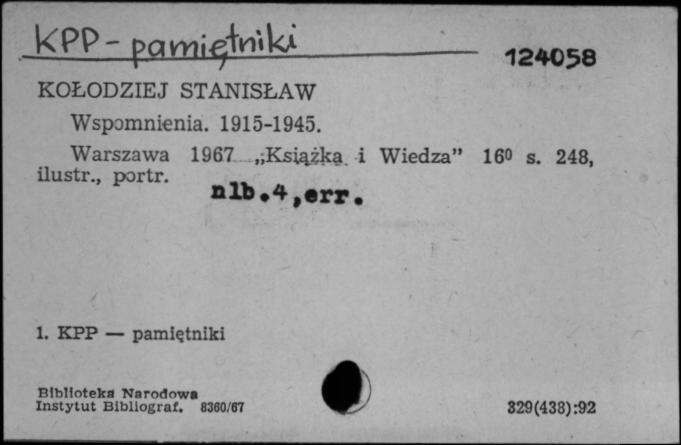 KPP - pamiętniki
124058
KOŁODZIEJ STANISŁAW
Wspomnienia. 1915-1945.
Warszawa 1967 „Książka i Wiedza” 16⁰ s. 248,
ilustr., portr.
nlb.4,err.
1. KPP — pamiętniki
Biblioteka Narodowa
Instytut Bibliograf. 8360/67
329(438):92